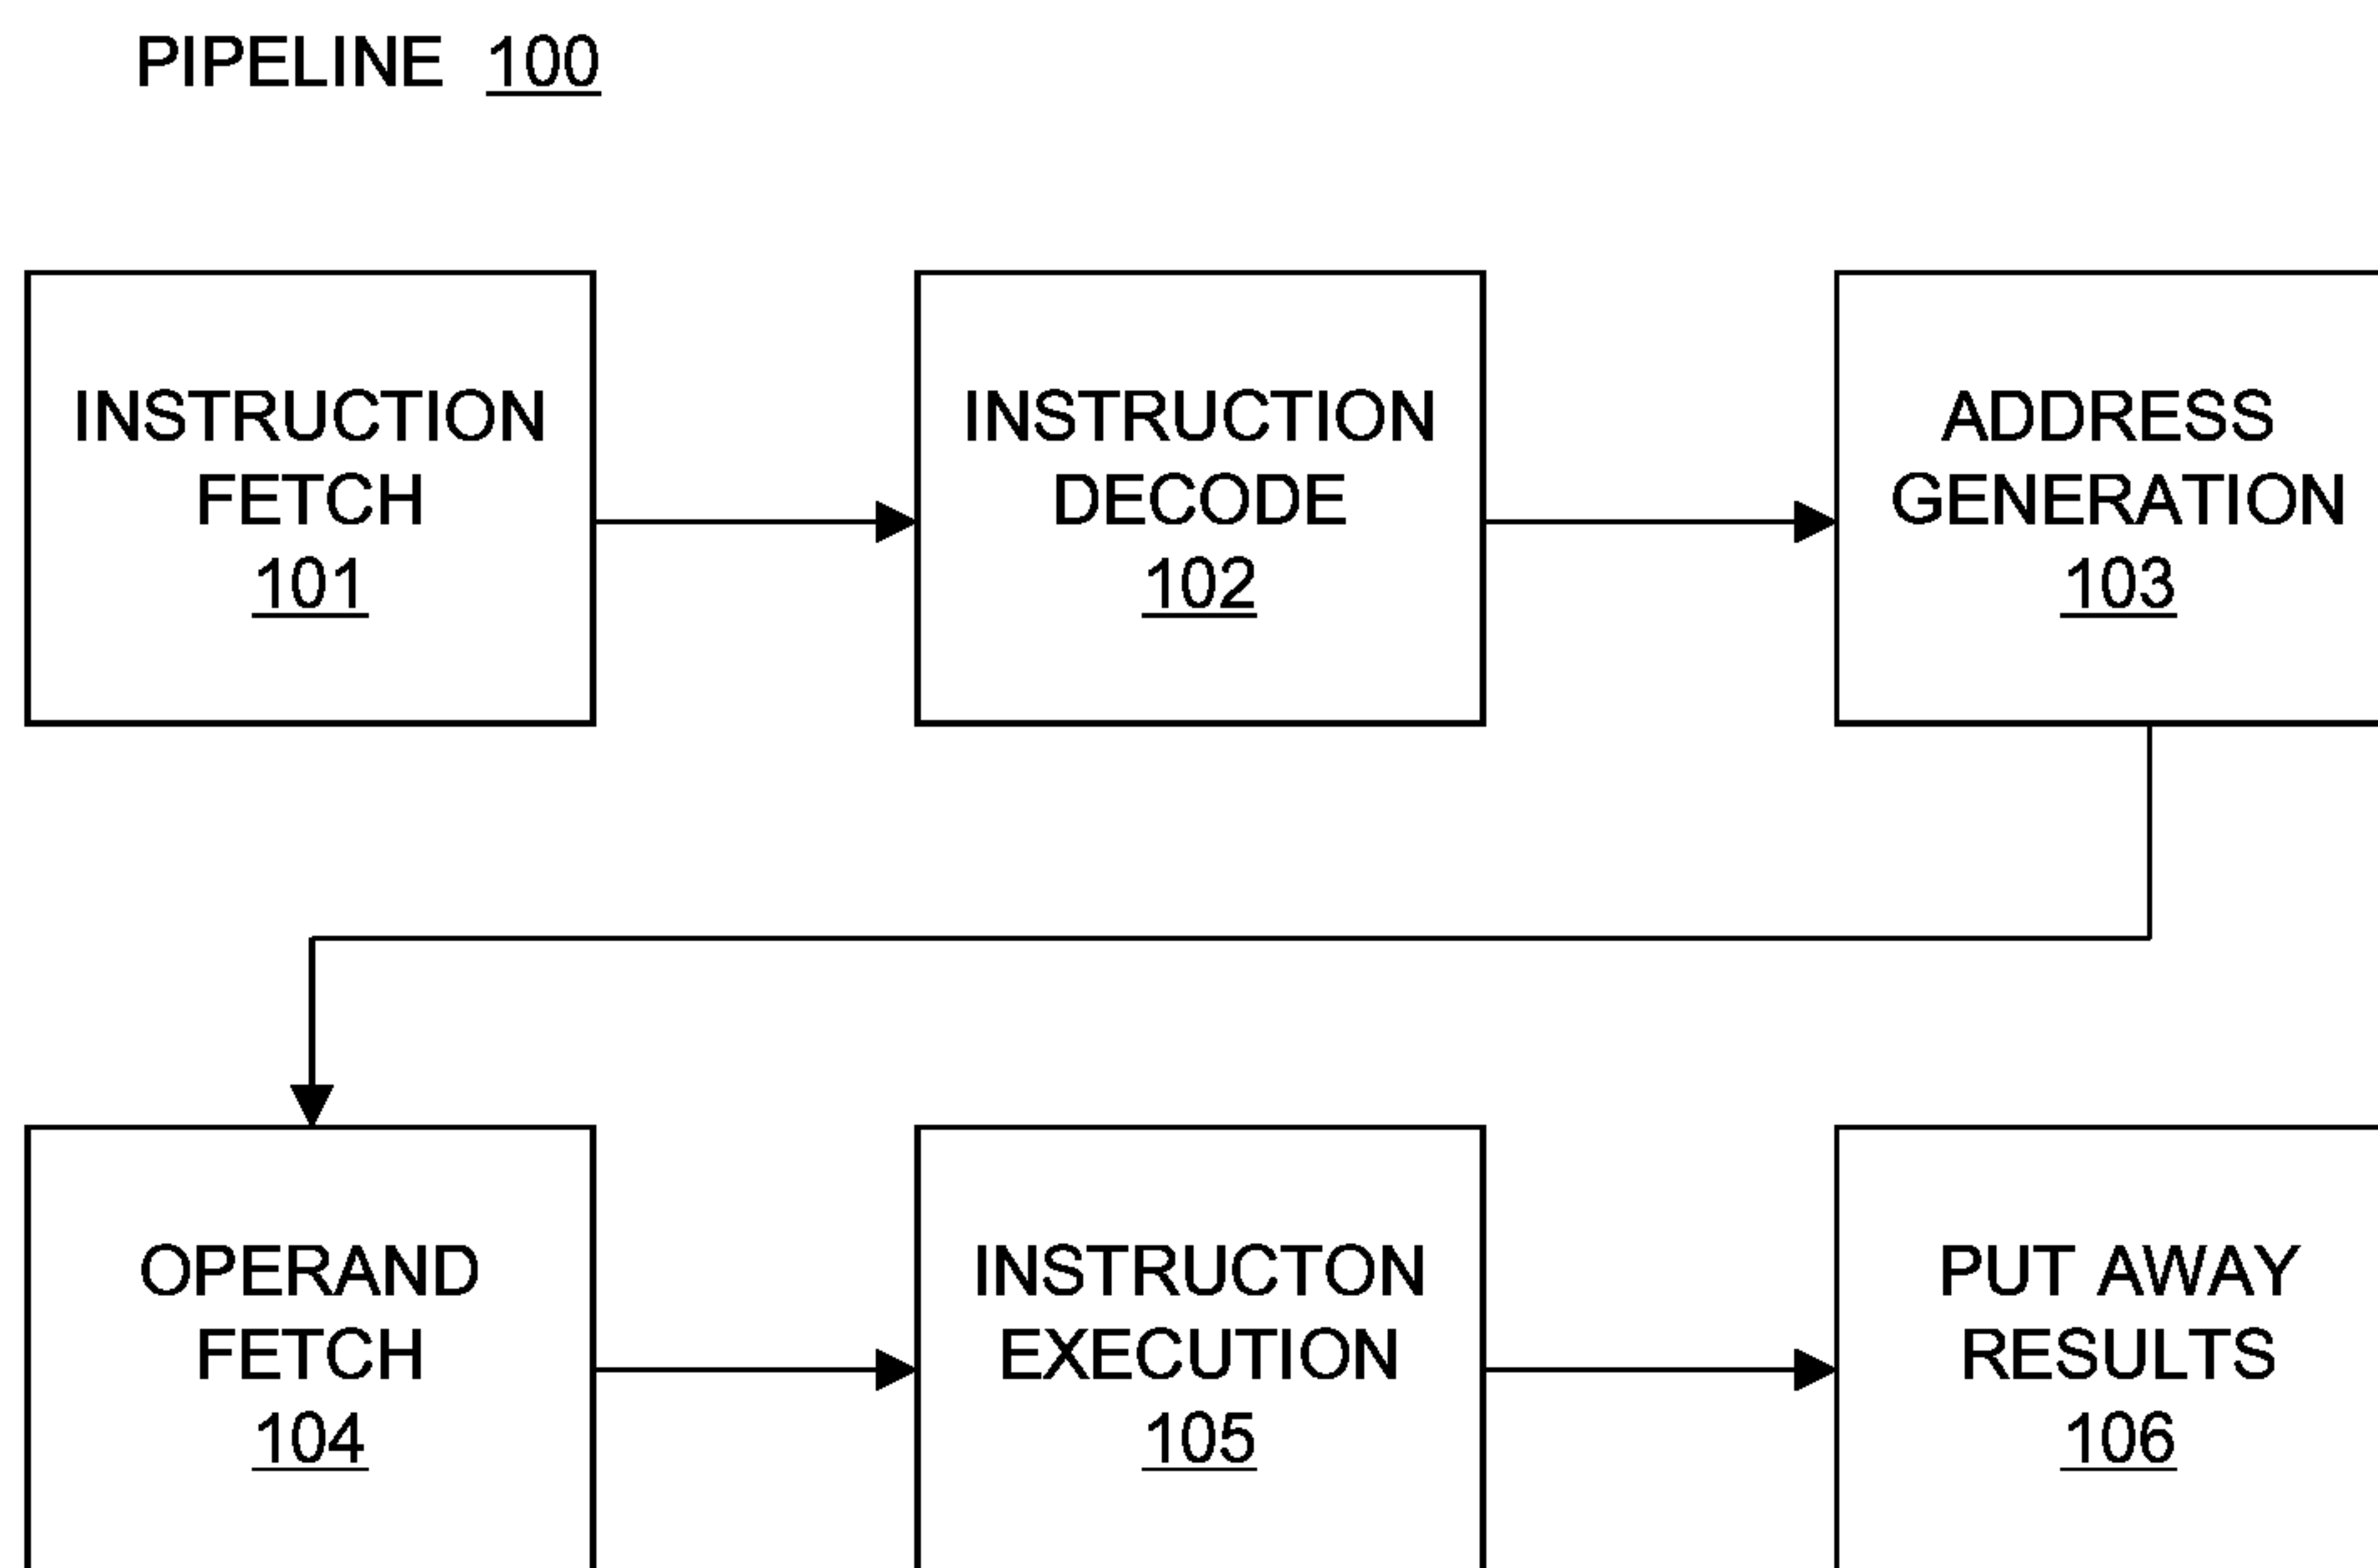 PIPELINE 100
INSTRUCTION
FETCH
101
INSTRUCTION
DECODE
102
ADDRESS
GENERATION
103
OPERAND
FETCH
104
INSTRUCTON
EXECUTION
105
PUT AWAY
RESULTS
106